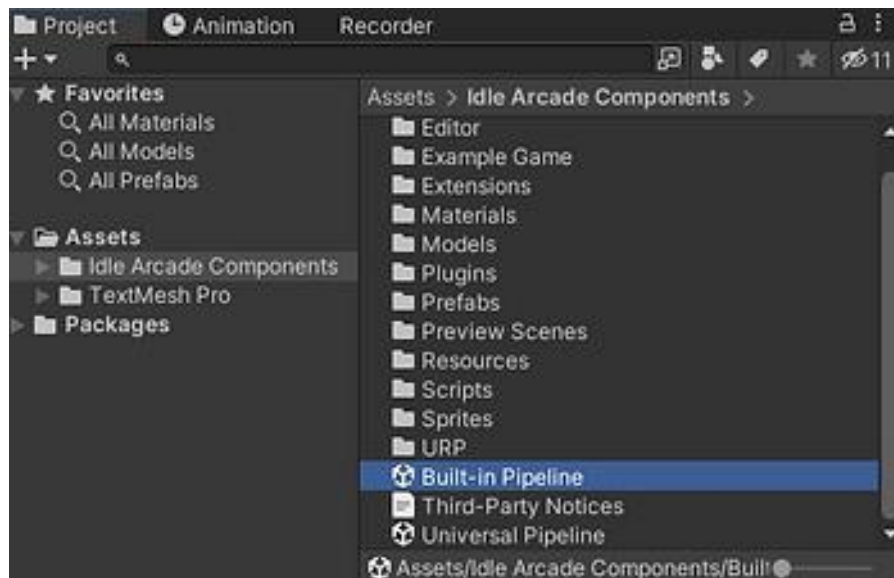 Project Animation Recorder
11
Favorites
All Materials
All Models
All Prefabs
Assets
Idle Arcade Components
TextMesh Pro
Packages
Assets > Idle Arcade Components >
Editor
Example Game
Extensions
Materials
Models
Plugins
Prefabs
Preview Scenes
Resources
Scripts
Sprites
URP
Built-in Pipeline
Third-Party Notices
Universal Pipeline
Assets/Idle Arcade Components/Built